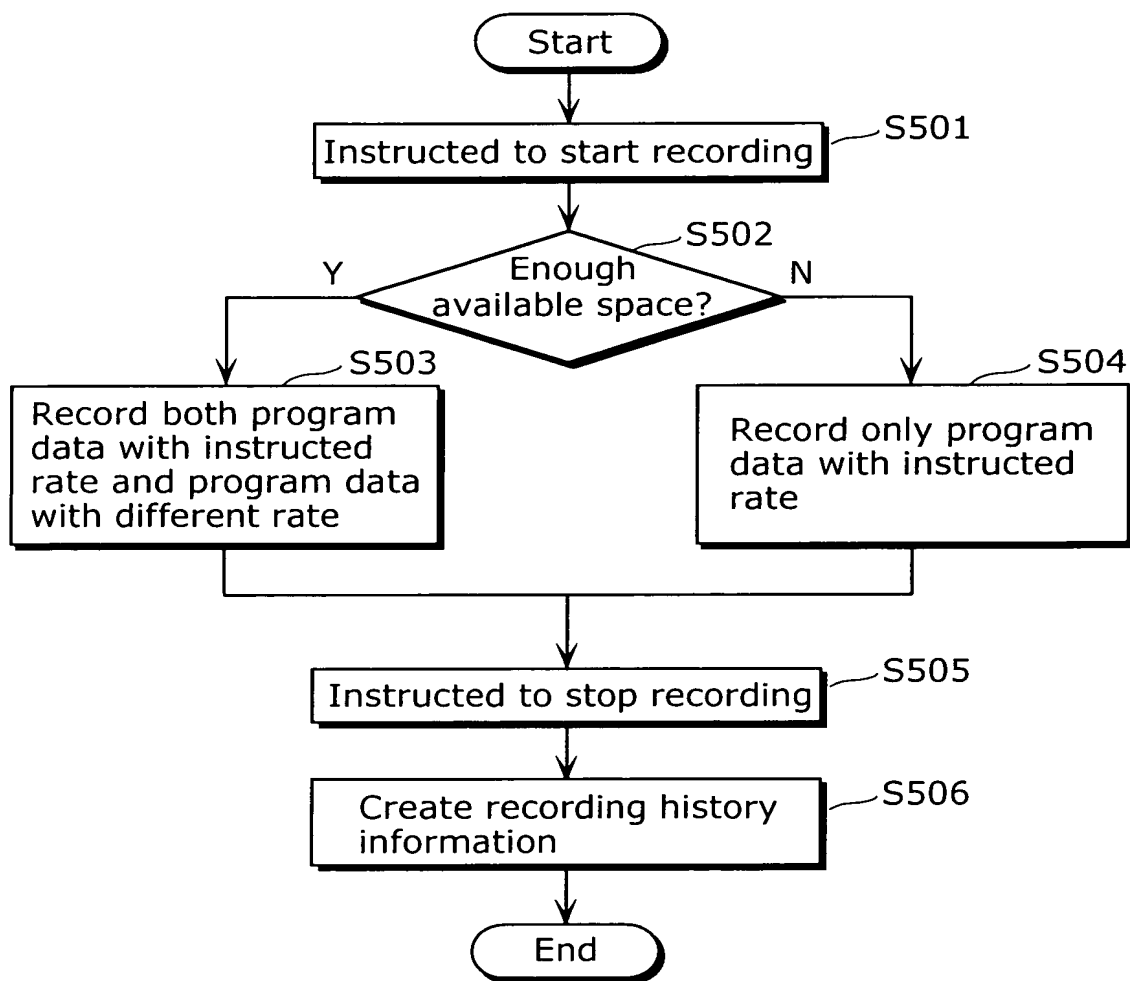 Start
Instructed to start recording
S501
S502
Enough
available space?
Y
N
S503
Record both program
data with instructed
rate and program data
with different rate
S504
Record only program
data with instructed
rate
Instructed to stop recording
S505
Create recording history
information
S506
End